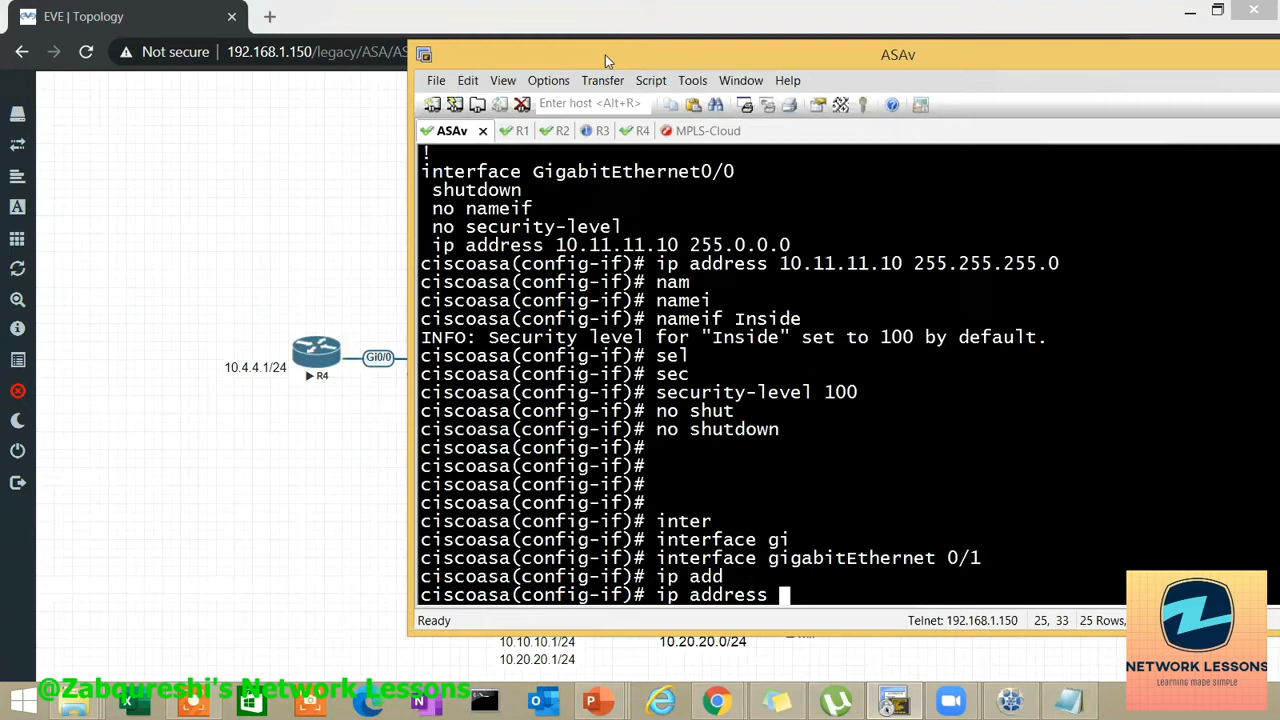 EVE | Topology
Not secure 192.168.1.150/legacy/ASA/AS
ASAv
File Edit View Options Transfer Script Tools Window Help
Enter host <Alt+R>
ASAv R1 R2 R3 R4 MPLS-Cloud
!
interface GigabitEthernet0/0
shutdown
no nameif
no security-level
ip address 10.11.11.10 255.0.0.0
ciscoasa(config-if)# ip address 10.11.11.10 255.255.255.0
ciscoasa(config-if)# nam
ciscoasa(config-if)# namei
ciscoasa(config-if)# nameif Inside
INFO: Security level for "Inside" set to 100 by default.
ciscoasa(config-if)# sel
ciscoasa(config-if)# sec
ciscoasa(config-if)# security-level 100
ciscoasa(config-if)# no shut
ciscoasa(config-if)# no shutdown
ciscoasa(config-if)#
ciscoasa(config-if)#
ciscoasa(config-if)#
ciscoasa(config-if)#
ciscoasa(config-if)# inter
ciscoasa(config-if)# interface gi
ciscoasa(config-if)# interface gigabitEthernet 0/1
ciscoasa(config-if)# ip add
ciscoasa(config-if)# ip address
Ready Telnet: 192.168.1.150 25, 33 25 Rows,
10.4.4.1/24
R4
Gi0/0
10.10.10.1/24
10.20.20.1/24
10.20.20.0/24
NETWORK LESSONS
LEARNING MADE SIMPLE
@Zaboureshi's Network Lessons